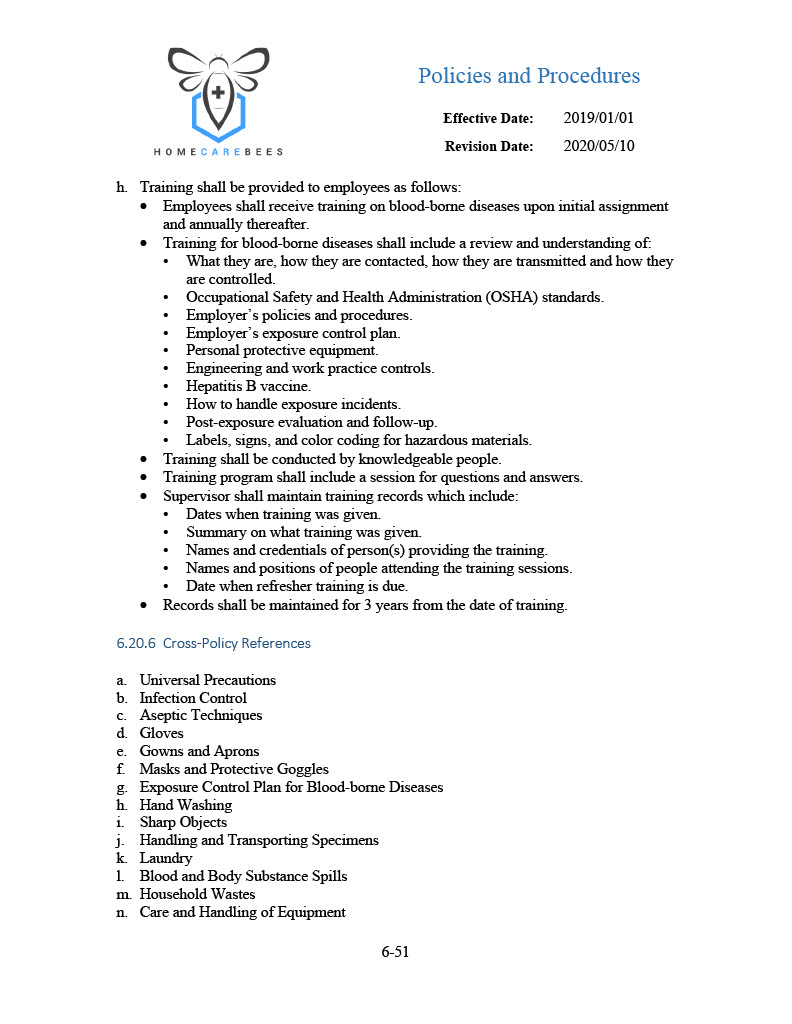 Policies and Procedures
Effective Date: 2019/01/01
Revision Date: 2020/05/10
HOMECAREBEES
h. Training shall be provided to employees as follows:
• Employees shall receive training on blood-borne diseases upon initial assignment
and annually thereafter.
• Training for blood-borne diseases shall include a review and understanding of:
• What they are, how they are contacted, how they are transmitted and how they
are controlled.
• Occupational Safety and Health Administration (OSHA) standards.
• Employer’s policies and procedures.
• Employer’s exposure control plan.
• Personal protective equipment.
• Engineering and work practice controls.
• Hepatitis B vaccine.
• How to handle exposure incidents.
• Post-exposure evaluation and follow-up.
• Labels, signs, and color coding for hazardous materials.
• Training shall be conducted by knowledgeable people.
• Training program shall include a session for questions and answers.
• Supervisor shall maintain training records which include:
• Dates when training was given.
• Summary on what training was given.
• Names and credentials of person(s) providing the training.
• Names and positions of people attending the training sessions.
• Date when refresher training is due.
• Records shall be maintained for 3 years from the date of training.
6.20.6 Cross-Policy References
a. Universal Precautions
b. Infection Control
c. Aseptic Techniques
d. Gloves
e. Gowns and Aprons
f. Masks and Protective Goggles
g. Exposure Control Plan for Blood-borne Diseases
h. Hand Washing
i. Sharp Objects
j. Handling and Transporting Specimens
k. Laundry
l. Blood and Body Substance Spills
m. Household Wastes
n. Care and Handling of Equipment
6-51